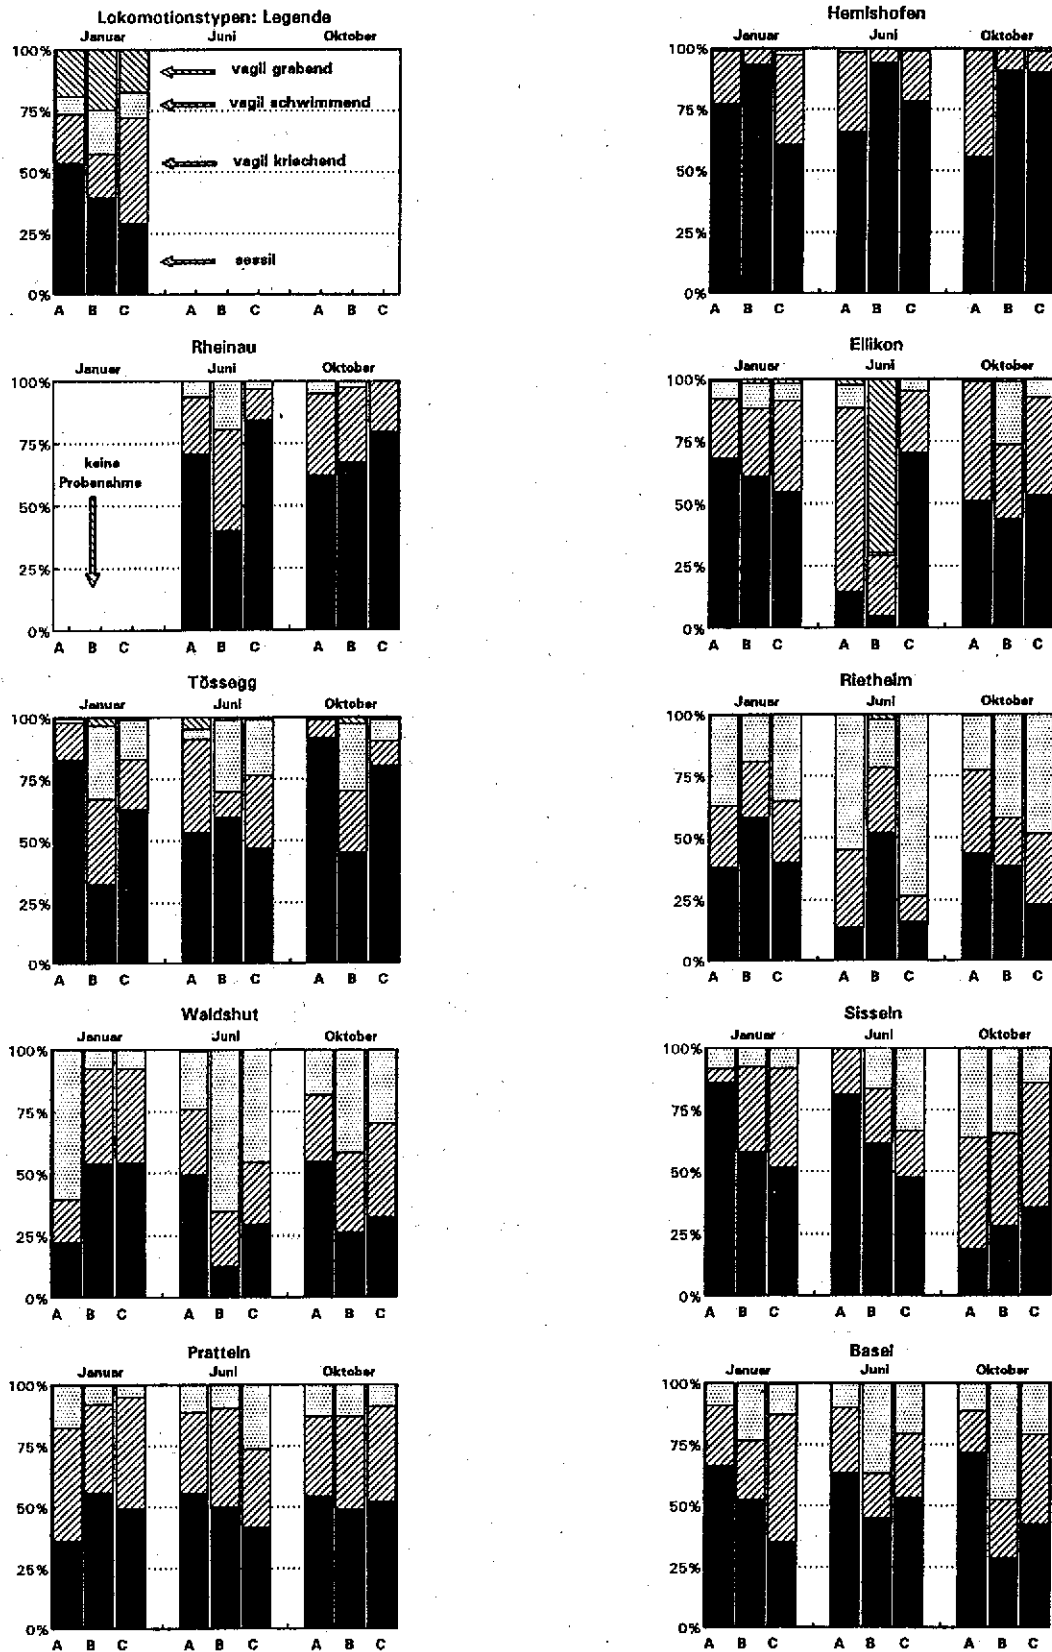 Lokomotionstypen: Legende
Januar Juni Oktober
100%
vagil grabend
vagil schwimmend
75%
vagil kriechend
50%
25%
sessil
0%
A B C A B C A B C
Hemishofen
Januar Juni Oktober
100%
75%
50%
25%
0%
A B C A B C A B C
Rheinau
Januar Juni Oktober
100%
75%
keine
Probenahme
50%
25%
0%
A B C A B C A B C
Ellikon
Januar Juni Oktober
100%
75%
50%
25%
0%
A B C A B C A B C
Tössegg
Januar Juni Oktober
100%
75%
50%
25%
0%
A B C A B C A B C
Rietheim
Januar Juni Oktober
100%
75%
50%
25%
0%
A B C A B C A B C
Waldshut
Januar Juni Oktober
100%
75%
50%
25%
0%
A B C A B C A B C
Sisseln
Januar Juni Oktober
100%
75%
50%
25%
0%
A B C A B C A B C
Pratteln
Januar Juni Oktober
100%
75%
50%
25%
0%
A B C A B C A B C
Basel
Januar Juni Oktober
100%
75%
50%
25%
0%
A B C A B C A B C